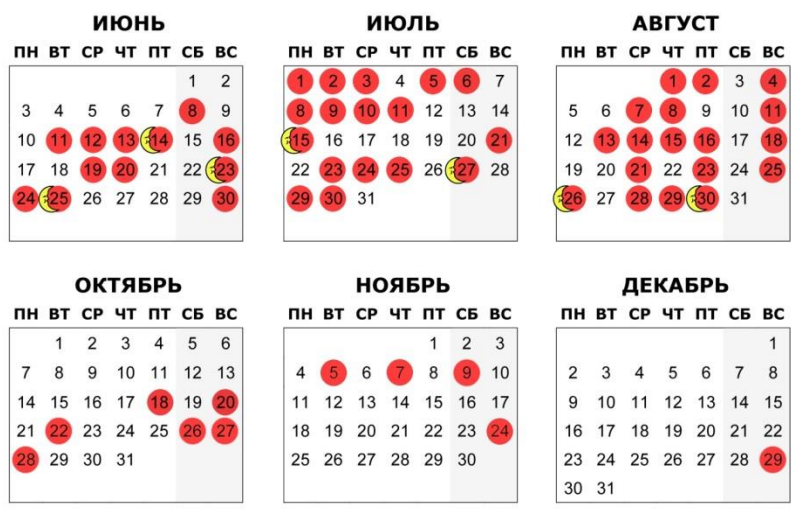 ИЮНЬ
ПН ВТ СР ЧТ ПТ СБ ВС
1 2
3 4 5 6 7 8 9
10 11 12 13 14 15 16
17 18 19 20 21 22 23
24 25 26 27 28 29 30
ИЮЛЬ
ПН ВТ СР ЧТ ПТ СБ ВС
1 2 3 4 5 6 7
8 9 10 11 12 13 14
15 16 17 18 19 20 21
22 23 24 25 26 27 28
29 30 31
АВГУСТ
ПН ВТ СР ЧТ ПТ СБ ВС
1 2 3 4
5 6 7 8 9 10 11
12 13 14 15 16 17 18
19 20 21 22 23 24 25
26 27 28 29 30 31
ОКТЯБРЬ
ПН ВТ СР ЧТ ПТ СБ ВС
1 2 3 4 5 6
7 8 9 10 11 12 13
14 15 16 17 18 19 20
21 22 23 24 25 26 27
28 29 30 31
НОЯБРЬ
ПН ВТ СР ЧТ ПТ СБ ВС
1 2 3
4 5 6 7 8 9 10
11 12 13 14 15 16 17
18 19 20 21 22 23 24
25 26 27 28 29 30
ДЕКАБРЬ
ПН ВТ СР ЧТ ПТ СБ ВС
1
2 3 4 5 6 7 8
9 10 11 12 13 14 15
16 17 18 19 20 21 22
23 24 25 26 27 28 29
30 31